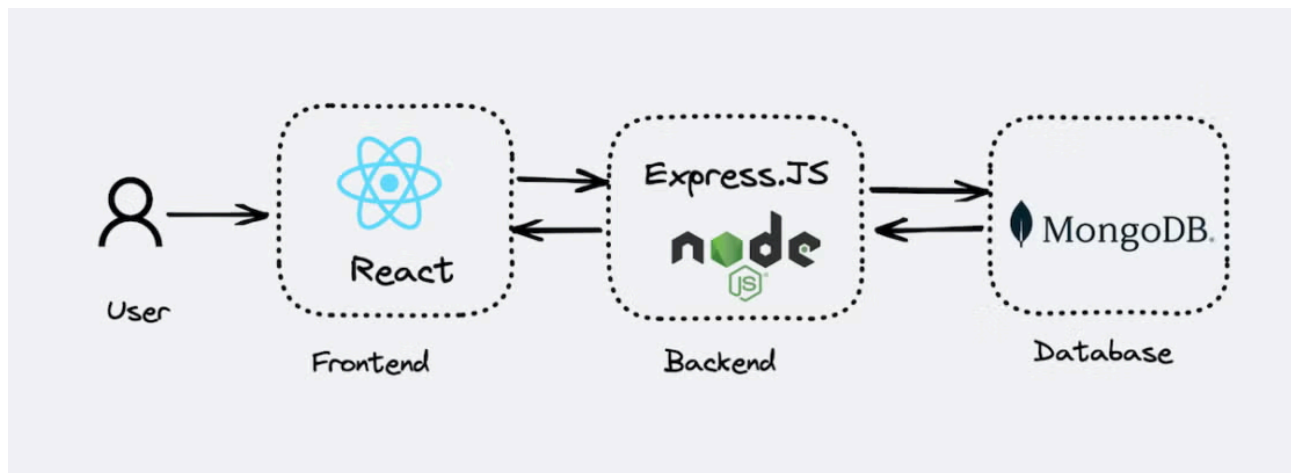 User
React
Frontend
Express.JS
node
JS
Backend
MongoDB.
Database